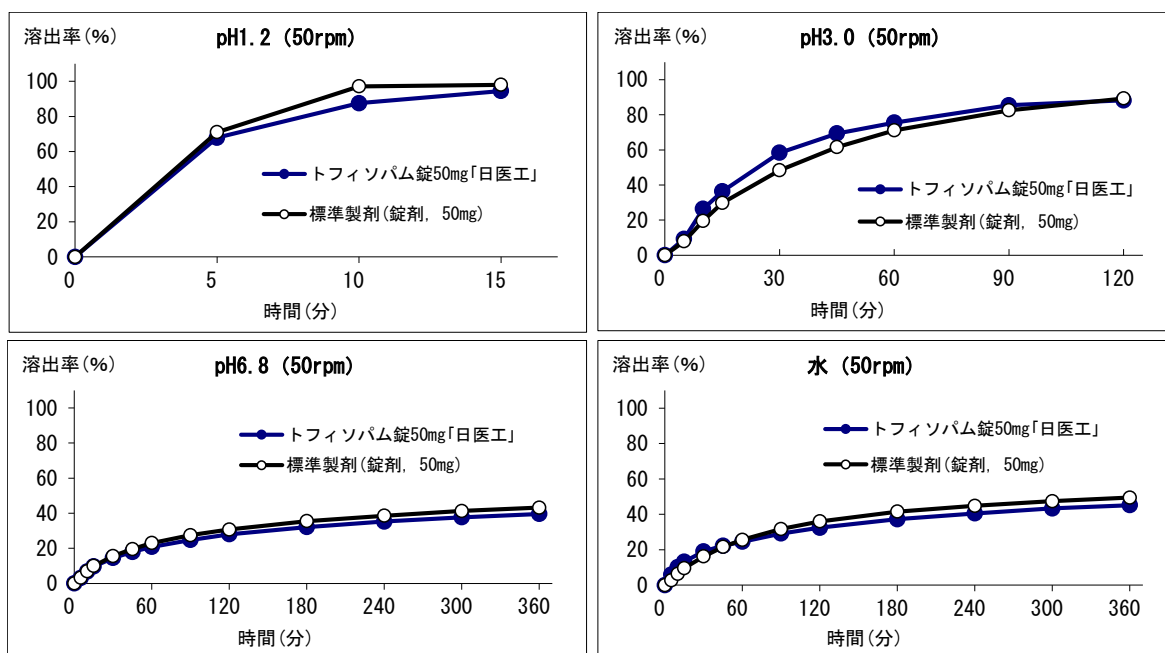 溶出率(%)
pH1.2 (50rpm)
100
80
60
40
20
0
トフィソパム錠50mg「日医工」
標準製剤(錠剤, 50mg)
0 5 10 15
時間(分)
溶出率(%)
pH3.0 (50rpm)
100
80
60
40
20
0
トフィソパム錠50mg「日医工」
標準製剤(錠剤, 50mg)
0 30 60 90 120
時間(分)
溶出率(%)
pH6.8 (50rpm)
100
80
60
40
20
0
トフィソパム錠50mg「日医工」
標準製剤(錠剤, 50mg)
0 60 120 180 240 300 360
時間(分)
溶出率(%)
水 (50rpm)
100
80
60
40
20
0
トフィソパム錠50mg「日医工」
標準製剤(錠剤, 50mg)
0 60 120 180 240 300 360
時間(分)